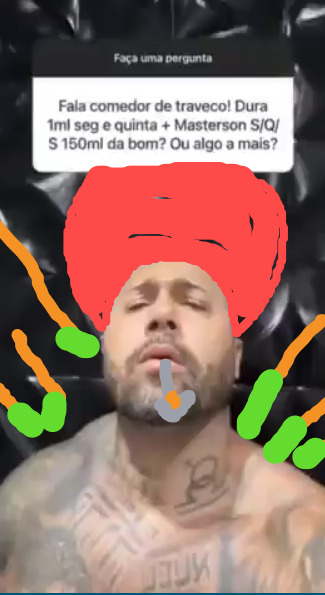 Faça uma pergunta
Fala comedor de traveco! Dura
1ml seg e quinta + Masterson S/Q/
S 150ml da bom? Ou algo a mais?